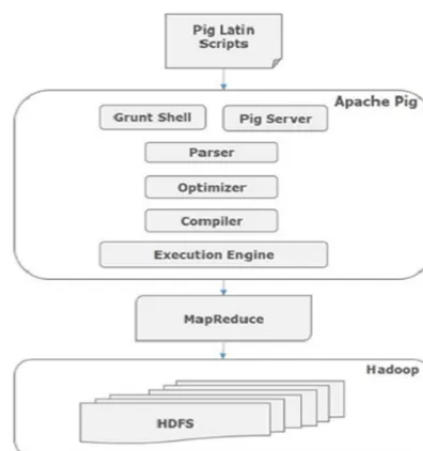 Pig Latin
Scripts
Apache Pig
Grunt Shell
Pig Server
Parser
Optimizer
Compiler
Execution Engine
MapReduce
Hadoop
HDFS